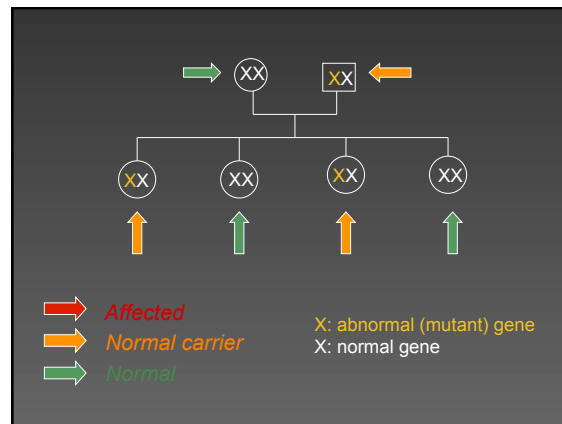 XX XX
XX XX XX XX
Affected
Normal carrier
Normal
X: abnormal (mutant) gene
X: normal gene